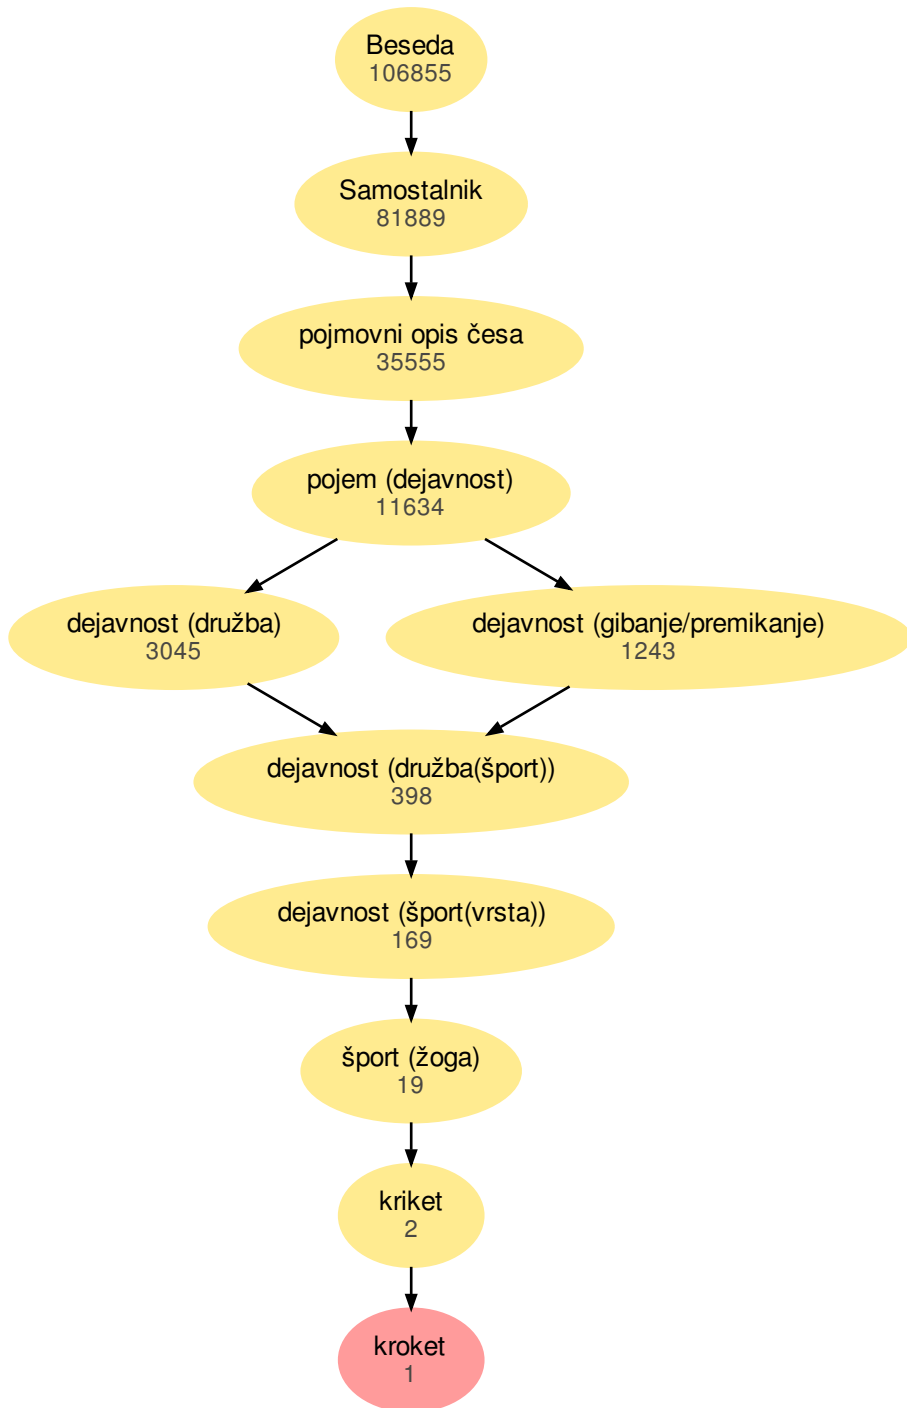 Beseda
106855
Samostalnik
81889
pojmovni opis česa
35555
pojem (dejavnost)
11634
dejavnost (družba)
3045
dejavnost (gibanje/premikanje)
1243
dejavnost (družba(šport))
398
dejavnost (šport(vrsta))
169
šport (žoga)
19
kriket
2
kroket
1